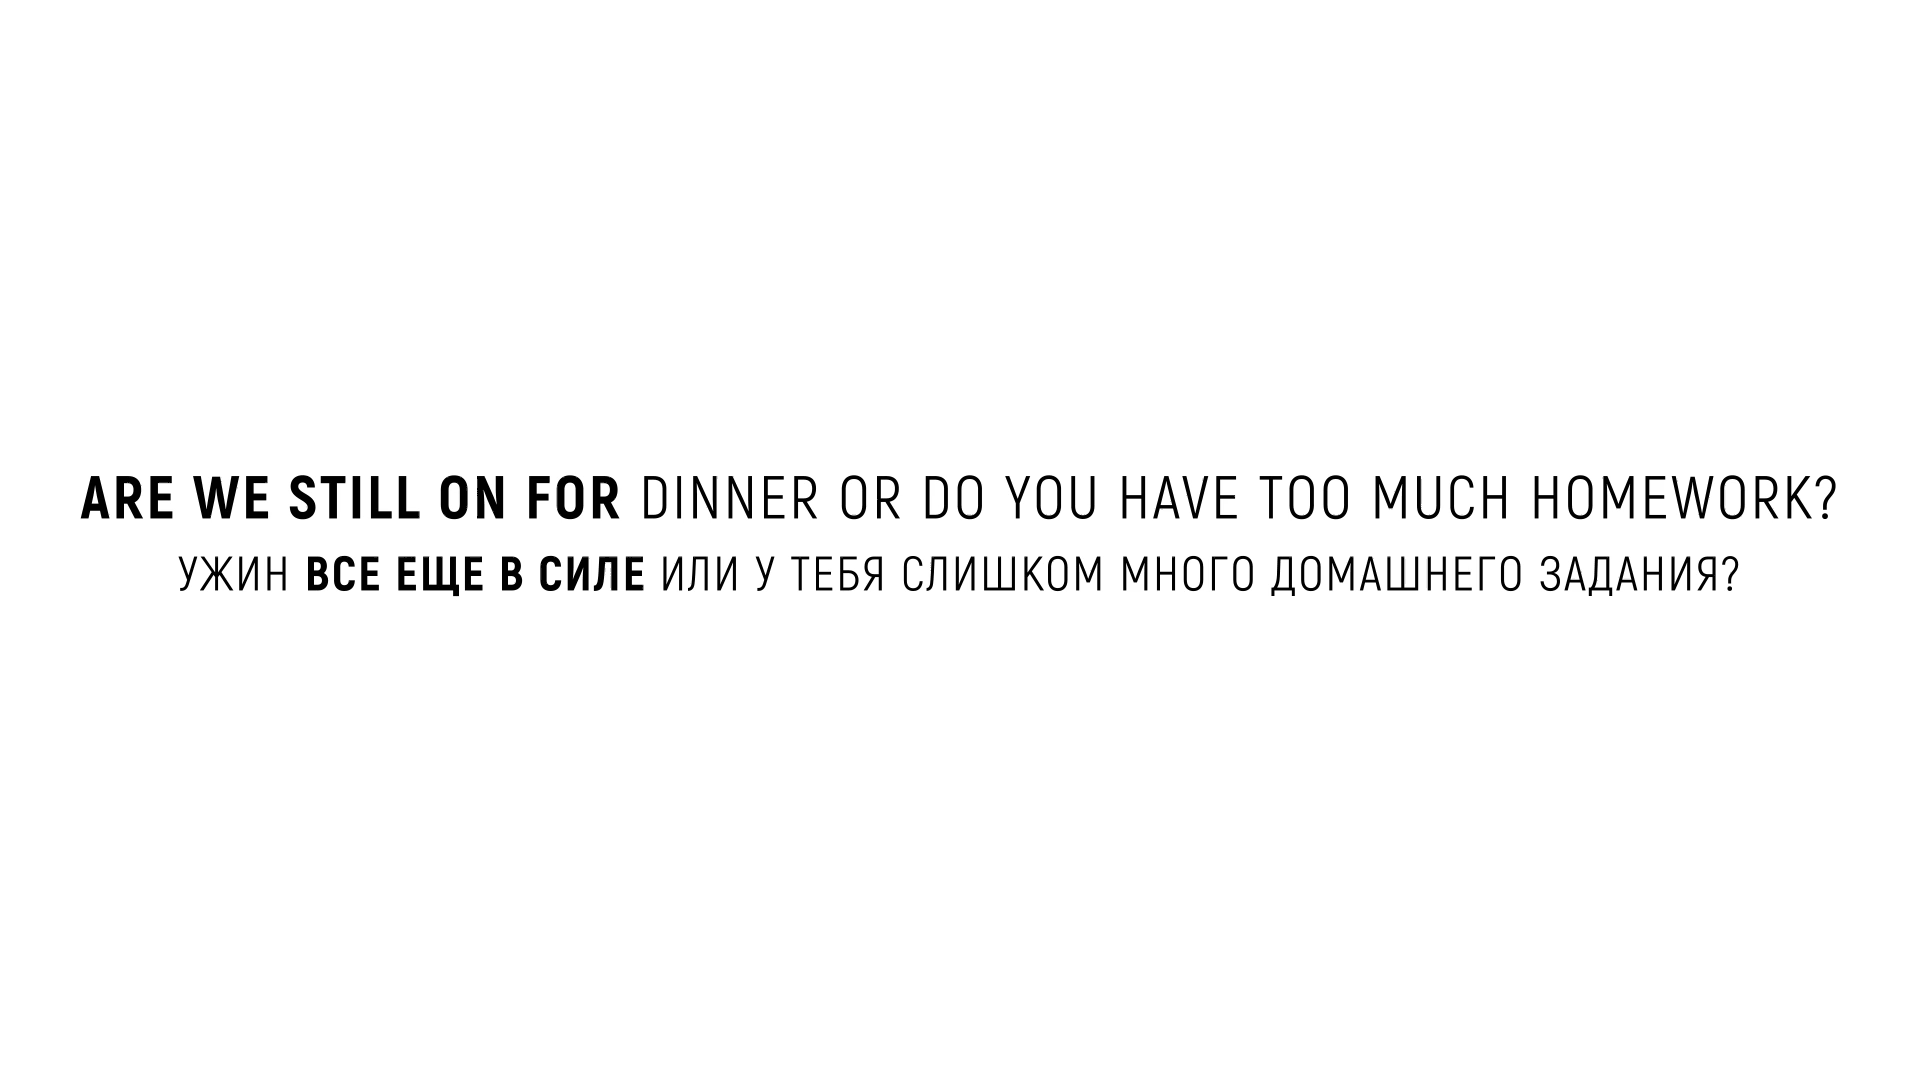 ARE WE STILL ON FOR DINNER OR DO YOU HAVE TOO MUCH HOMEWORK?
УЖИН ВСЕ ЕЩЕ В СИЛЕ ИЛИ У ТЕБЯ СЛИШКОМ МНОГО ДОМАШНЕГО ЗАДАНИЯ?